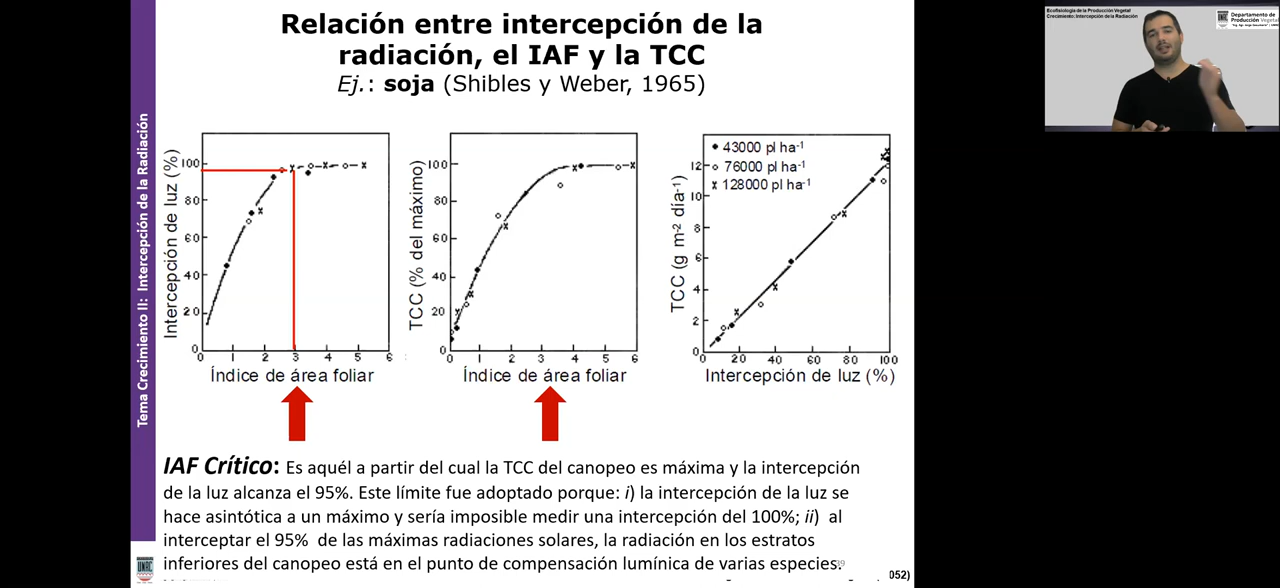 Relación entre intercepción de la
radiación, el IAF y la TCC
Ej.: soja (Shibles y Weber, 1965)
Tema Crecimiento II: Intercepción de la Radiación
Intercepción de luz (%)
100
80
60
40
20
0
0 1 2 3 4 5 6
Índice de área foliar
TCC (% del máximo)
100
80
60
40
20
0
0 1 2 3 4 5 6
Índice de área foliar
TCC (g m-2 día-1)
43000 pl ha-1
76000 pl ha-1
128000 pl ha-1
12
10
8
6
4
2
0
20 40 60 80 100
Intercepción de luz (%)
IAF Crítico: Es aquél a partir del cual la TCC del canopeo es máxima y la intercepción
de la luz alcanza el 95%. Este límite fue adoptado porque: i) la intercepción de la luz se
hace asintótica a un máximo y sería imposible medir una intercepción del 100%; ii) al
interceptar el 95% de las máximas radiaciones solares, la radiación en los estratos
inferiores del canopeo está en el punto de compensación lumínica de varias especies.
052)
UNRC
Ecofisiología de la Producción Vegetal
Crecimiento: Intercepción de la Radiación
Departamento de
Producción Vegetal